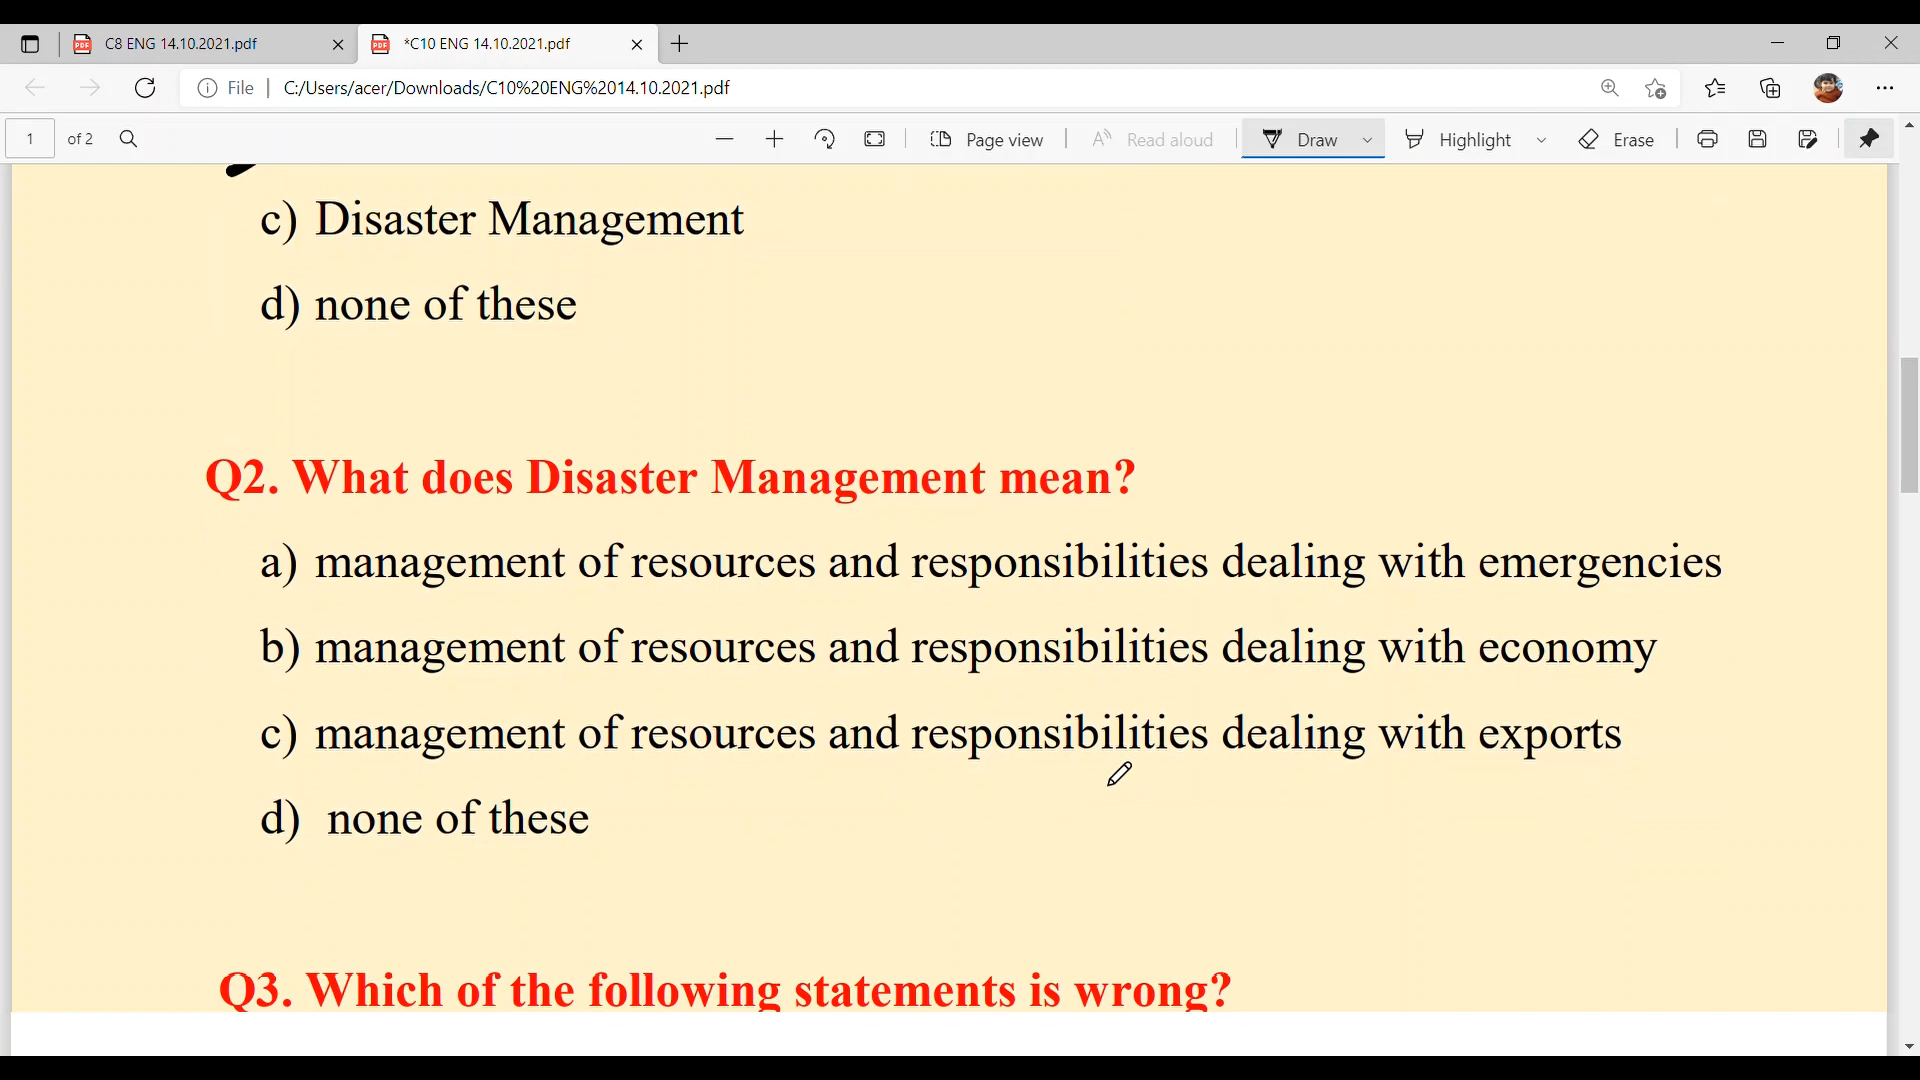 C8 ENG 14.10.2021.pdf
*C10 ENG 14.10.2021.pdf
File
C:/Users/acer/Downloads/C10%20ENG%2014.10.2021.pdf
1 of 2
Page view
Read aloud
Draw
Highlight
Erase
c) Disaster Management
d) none of these
Q2. What does Disaster Management mean?
a) management of resources and responsibilities dealing with emergencies
b) management of resources and responsibilities dealing with economy
c) management of resources and responsibilities dealing with exports
d) none of these
Q3. Which of the following statements is wrong?